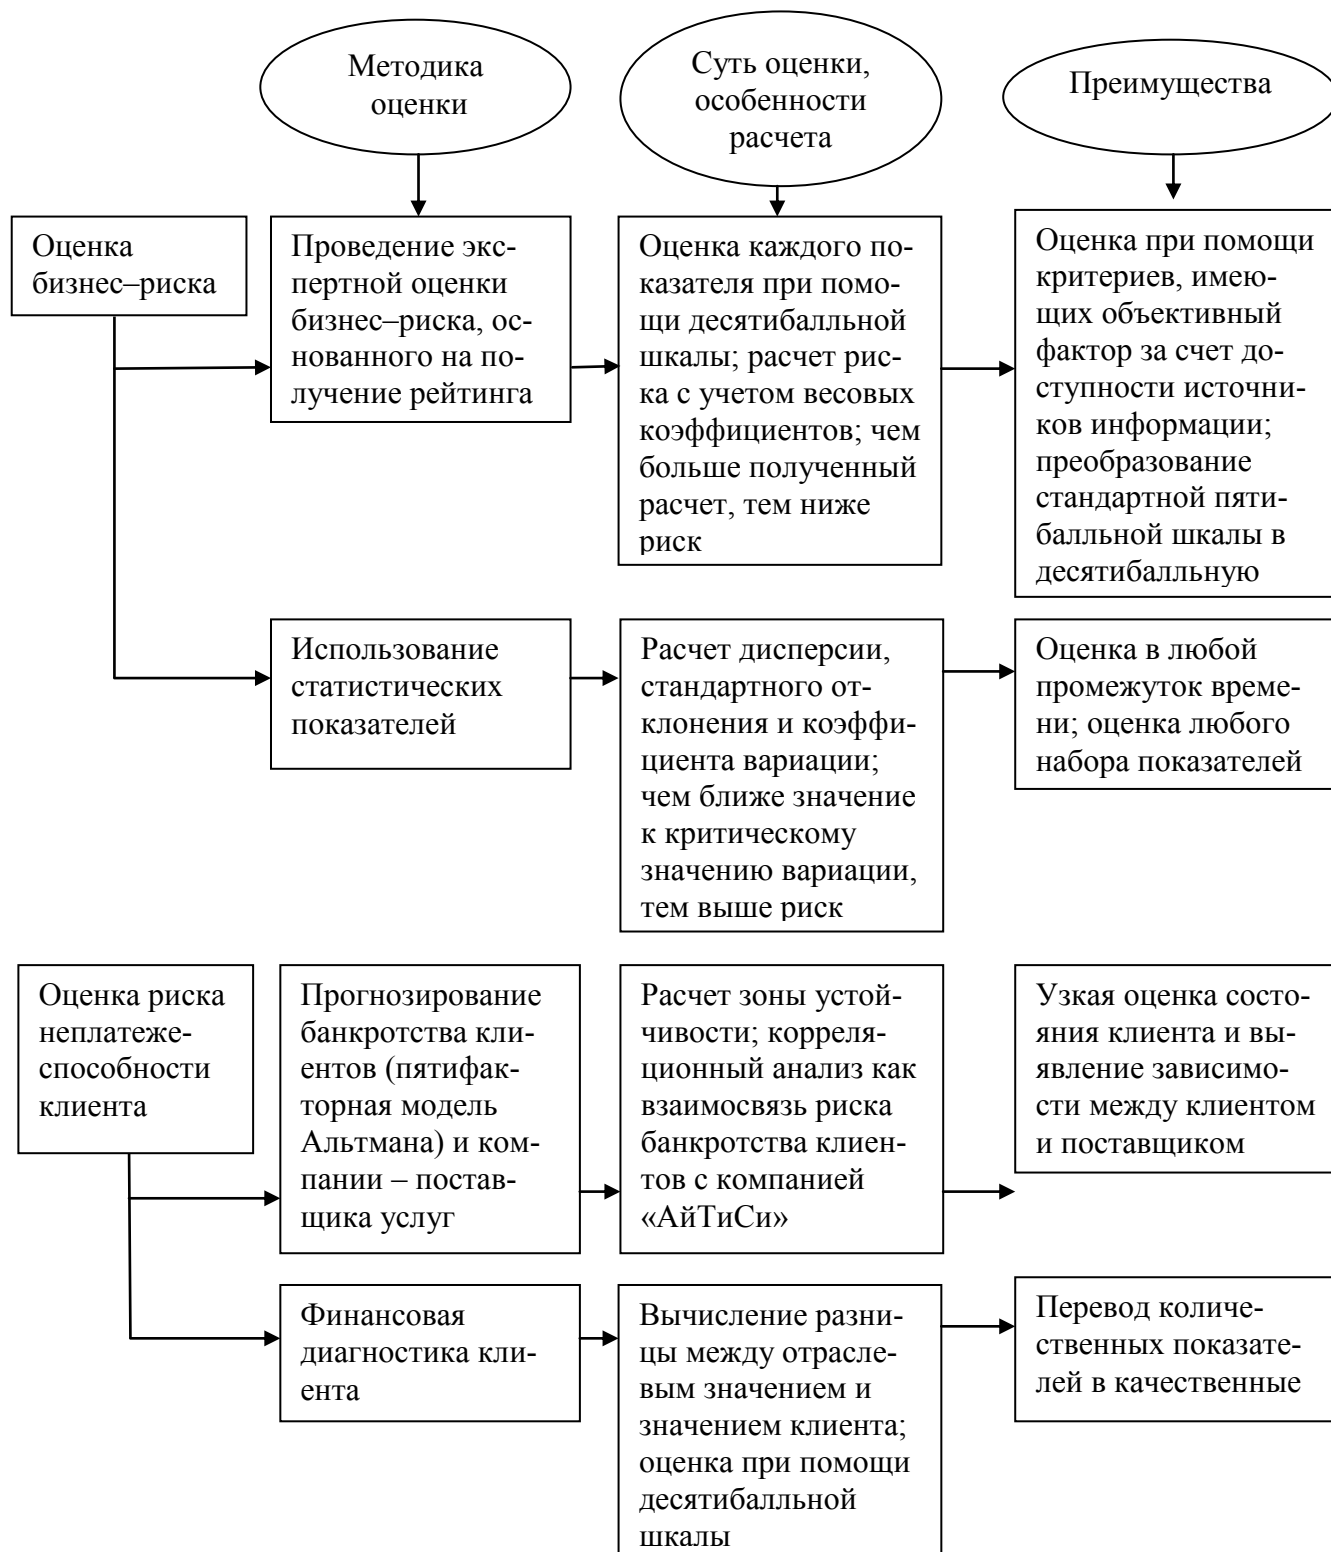 Методика
оценки
Суть оценки,
особенности
расчета
Преимущества
Оценка
бизнес–риска
Проведение экс-
пертной оценки
бизнес–риска, ос-
нованного на по-
лучение рейтинга
Оценка каждого по-
казателя при помо-
щи десятибалльной
шкалы; расчет рис-
ка с учетом весовых
коэффициентов; чем
больше полученный
расчет, тем ниже
риск
Оценка при помощи
критериев, имею-
щих объективный
фактор за счет до-
ступности источни-
ков информации;
преобразование
стандартной пяти-
балльной шкалы в
десятибалльную
Использование
статистических
показателей
Расчет дисперсии,
стандартного от-
клонения и коэффи-
циента вариации;
чем ближе значение
к критическому
значению вариации,
тем выше риск
Оценка в любой
промежуток време-
ни; оценка любого
набора показателей
Оценка риска
неплатеже-
способности
клиента
Прогнозирование
банкротства кли-
ентов (пятифак-
торная модель
Альтмана) и ком-
пании – постав-
щика услуг
Расчет зоны устой-
чивости; корреля-
ционный анализ как
взаимосвязь риска
банкротства клиен-
тов с компанией
«АйТиСи»
Узкая оценка состо-
яния клиента и вы-
явление зависимо-
сти между клиентом
и поставщиком
Финансовая
диагностика кли-
ента
Вычисление разни-
цы между отрасле-
вым значением и
значением клиента;
оценка при помощи
десятибалльной
шкалы
Перевод количе-
ственных показате-
лей в качественные